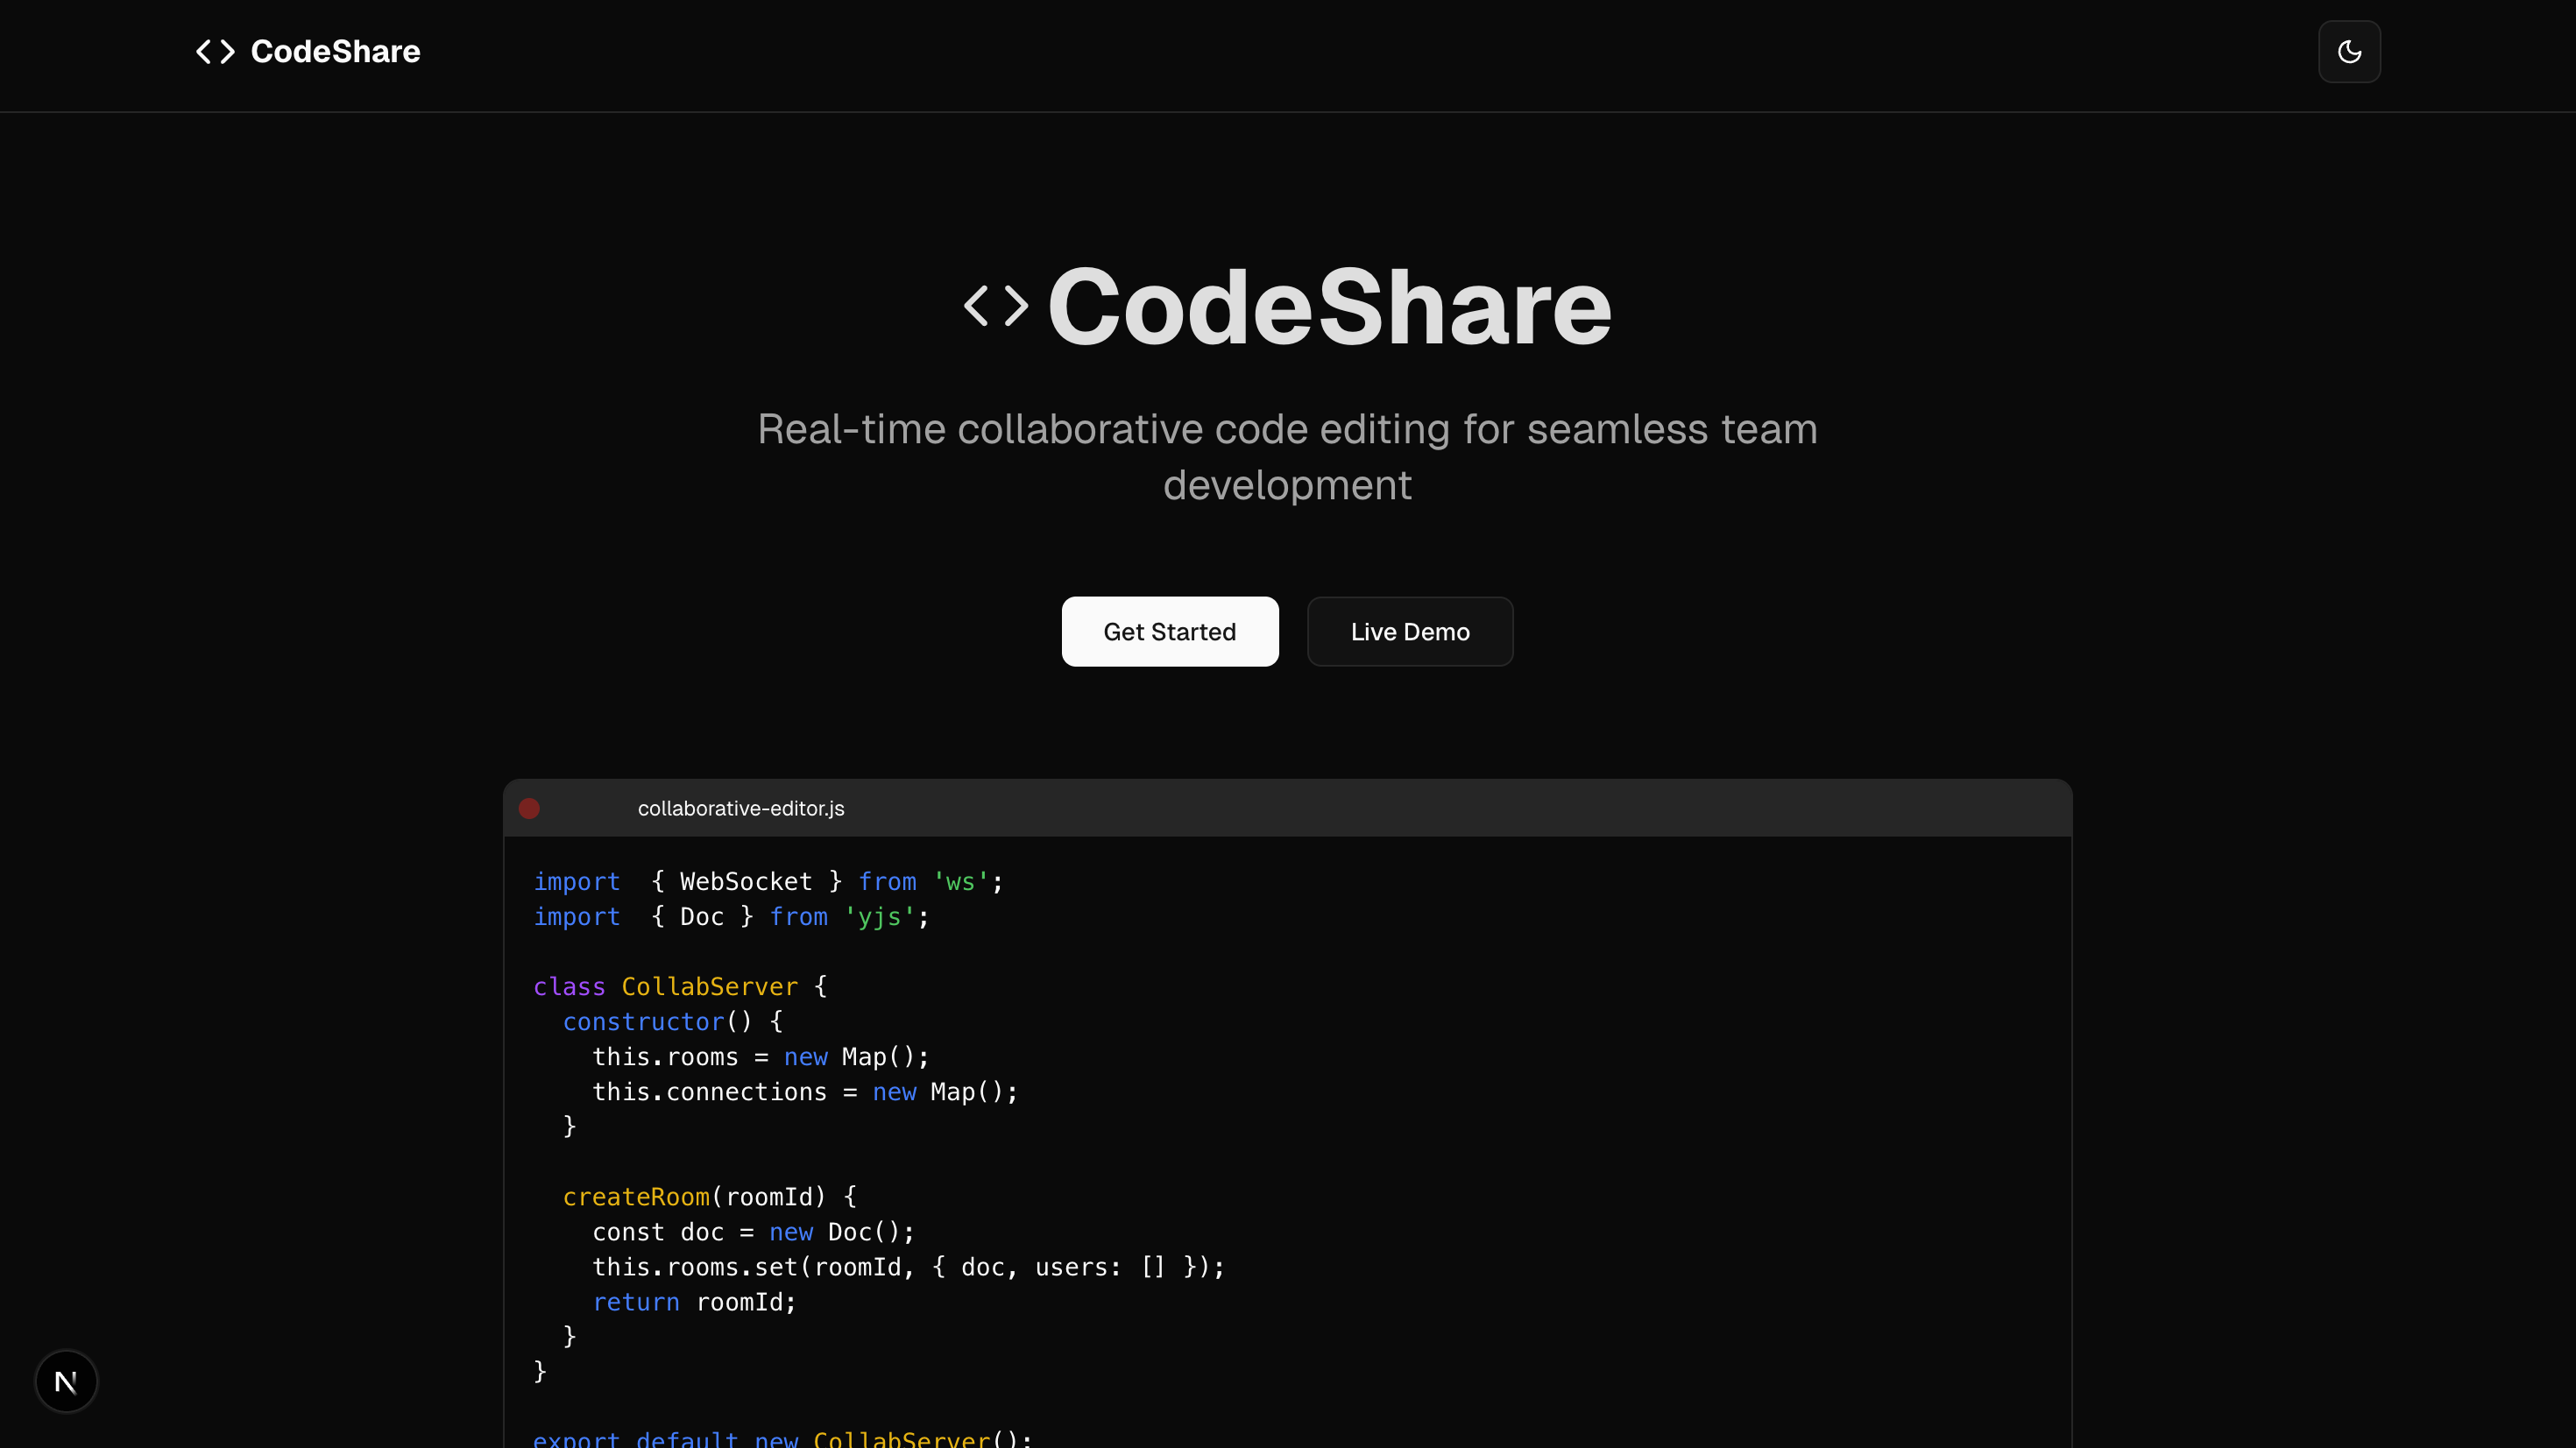 CodeShare
CodeShare
Real-time collaborative code editing for seamless team
development
Get Started
Live Demo
collaborative-editor.js
import  { WebSocket } from 'ws';
import  { Doc } from 'yjs';
class CollabServer {
  constructor() {
    this.rooms = new Map();
    this.connections = new Map();
  }
  createRoom(roomId) {
    const doc = new Doc();
    this.rooms.set(roomId, { doc, users: [] });
    return roomId;
  }
}
N
export default new CollabServer();